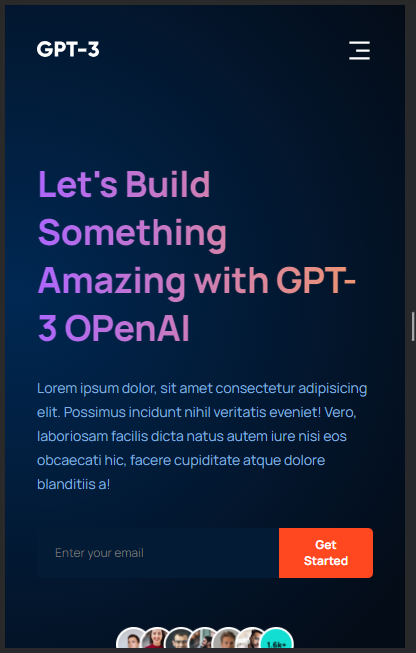 GPT-3
Let's Build
Something
Amazing with GPT-
3 OPenAI
Lorem ipsum dolor, sit amet consectetur adipisicing
elit. Possimus incidunt nihil veritatis eveniet! Vero,
laboriosam facilis dicta natus autem iure nisi eos
obcaecati hic, facere cupiditate atque dolore
blanditiis a!
Enter your email
Get
Started
1.6k+